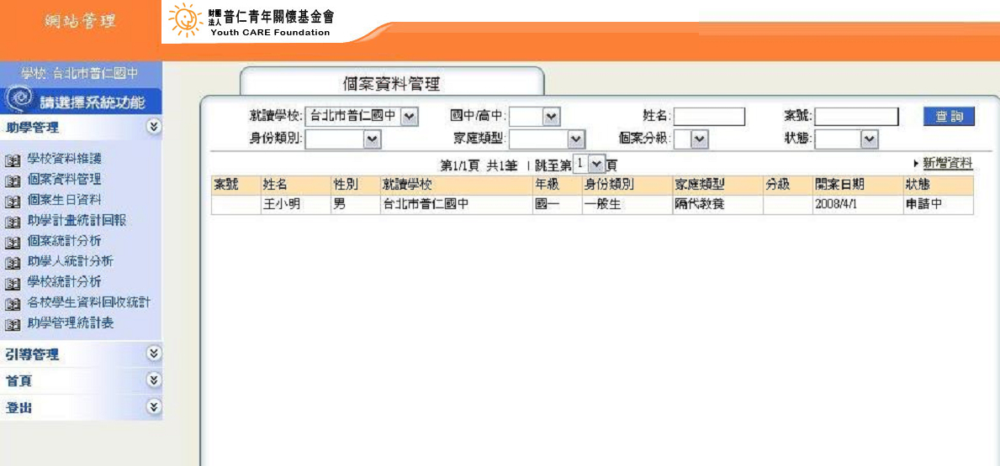 網站管理
財團法人 普仁青年關懷基金會
Youth CARE Foundation
學校: 台北市普仁國中
請選擇系統功能
助學管理
學校資料維護
個案資料管理
個案生日資料
助學計畫統計回報
個案統計分析
助學人統計分析
學校統計分析
各校學生資料回收統計
助學管理統計表
引導管理
首頁
登出
個案資料管理
就讀學校: 台北市普仁國中 國中/高中: 姓名: 案號: 查詢
身份類別: 家庭類型: 個案分級: 狀態:
第1/1頁 共1筆 | 跳至第 1 頁 新增資料
案號 姓名 性別 就讀學校 年級 身份類別 家庭類型 分級 開案日期 狀態
王小明 男 台北市普仁國中 國一 一般生 隔代教養 2008/4/1 申請中